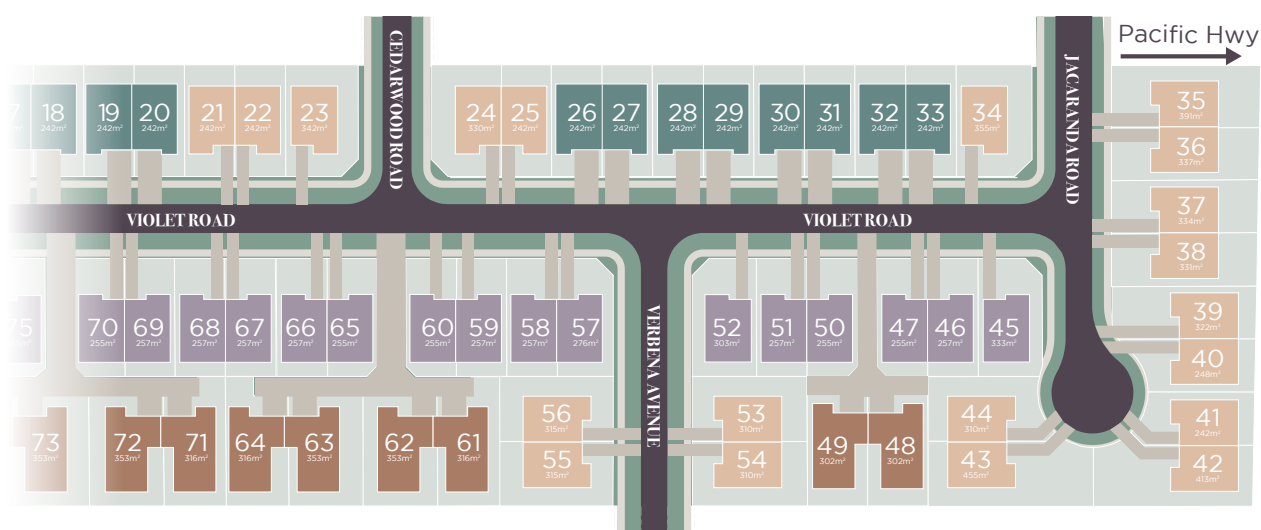 Pacific Hwy
CEDARWOOD ROAD
JACARANDA ROAD
18
242m²
19
242m²
20
242m²
21
242m²
22
242m²
23
342m²
24
330m²
25
242m²
26
242m²
27
242m²
28
242m²
29
242m²
30
242m²
31
242m²
32
242m²
33
242m²
34
355m²
35
391m²
36
337m²
37
334m²
38
331m²
VIOLET ROAD
VIOLET ROAD
VERBENA AVENUE
75
70
255m²
69
257m²
68
257m²
67
257m²
66
257m²
65
255m²
60
255m²
59
257m²
58
257m²
57
276m²
52
303m²
51
257m²
50
255m²
47
255m²
46
257m²
45
333m²
39
322m²
40
248m²
73
353m²
72
353m²
71
316m²
64
316m²
63
353m²
62
353m²
61
316m²
56
315m²
55
315m²
53
310m²
54
310m²
49
302m²
48
302m²
44
310m²
43
455m²
41
242m²
42
413m²